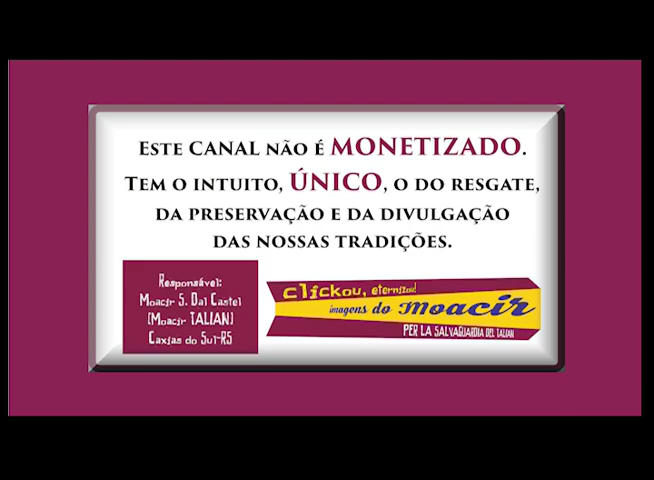 Este CANAL não é MONETIZADO.
Tem o intuito, ÚNICO, o do resgate,
da preservação e da divulgação
das nossas tradições.
Responsável:
Moacir S. Dal Castel
[Moacir TALIAN]
Caxias do Sul-RS
clickou, eternizou!
imagens do Moacir
PER LA SALVAGUARDIA DEL TALIAN